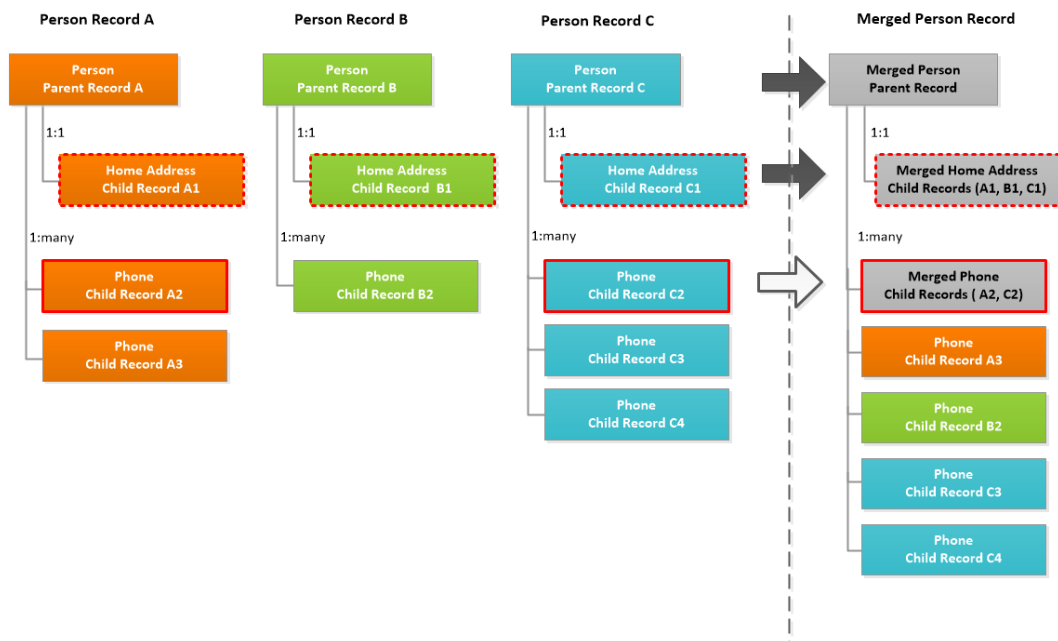 Person Record A
Person Record B
Person Record C
Merged Person Record
Person
Parent Record A
Person
Parent Record B
Person
Parent Record C
Merged Person
Parent Record
1:1
1:1
1:1
1:1
Home Address
Child Record A1
Home Address
Child Record  B1
Home Address
Child Record C1
Merged Home Address
Child Records (A1, B1, C1)
1:many
1:many
1:many
1:many
Phone
Child Record A2
Phone
Child Record B2
Phone
Child Record C2
Merged Phone
Child Records ( A2, C2)
Phone
Child Record A3
Phone
Child Record C3
Phone
Child Record A3
Phone
Child Record C4
Phone
Child Record B2
Phone
Child Record C3
Phone
Child Record C4